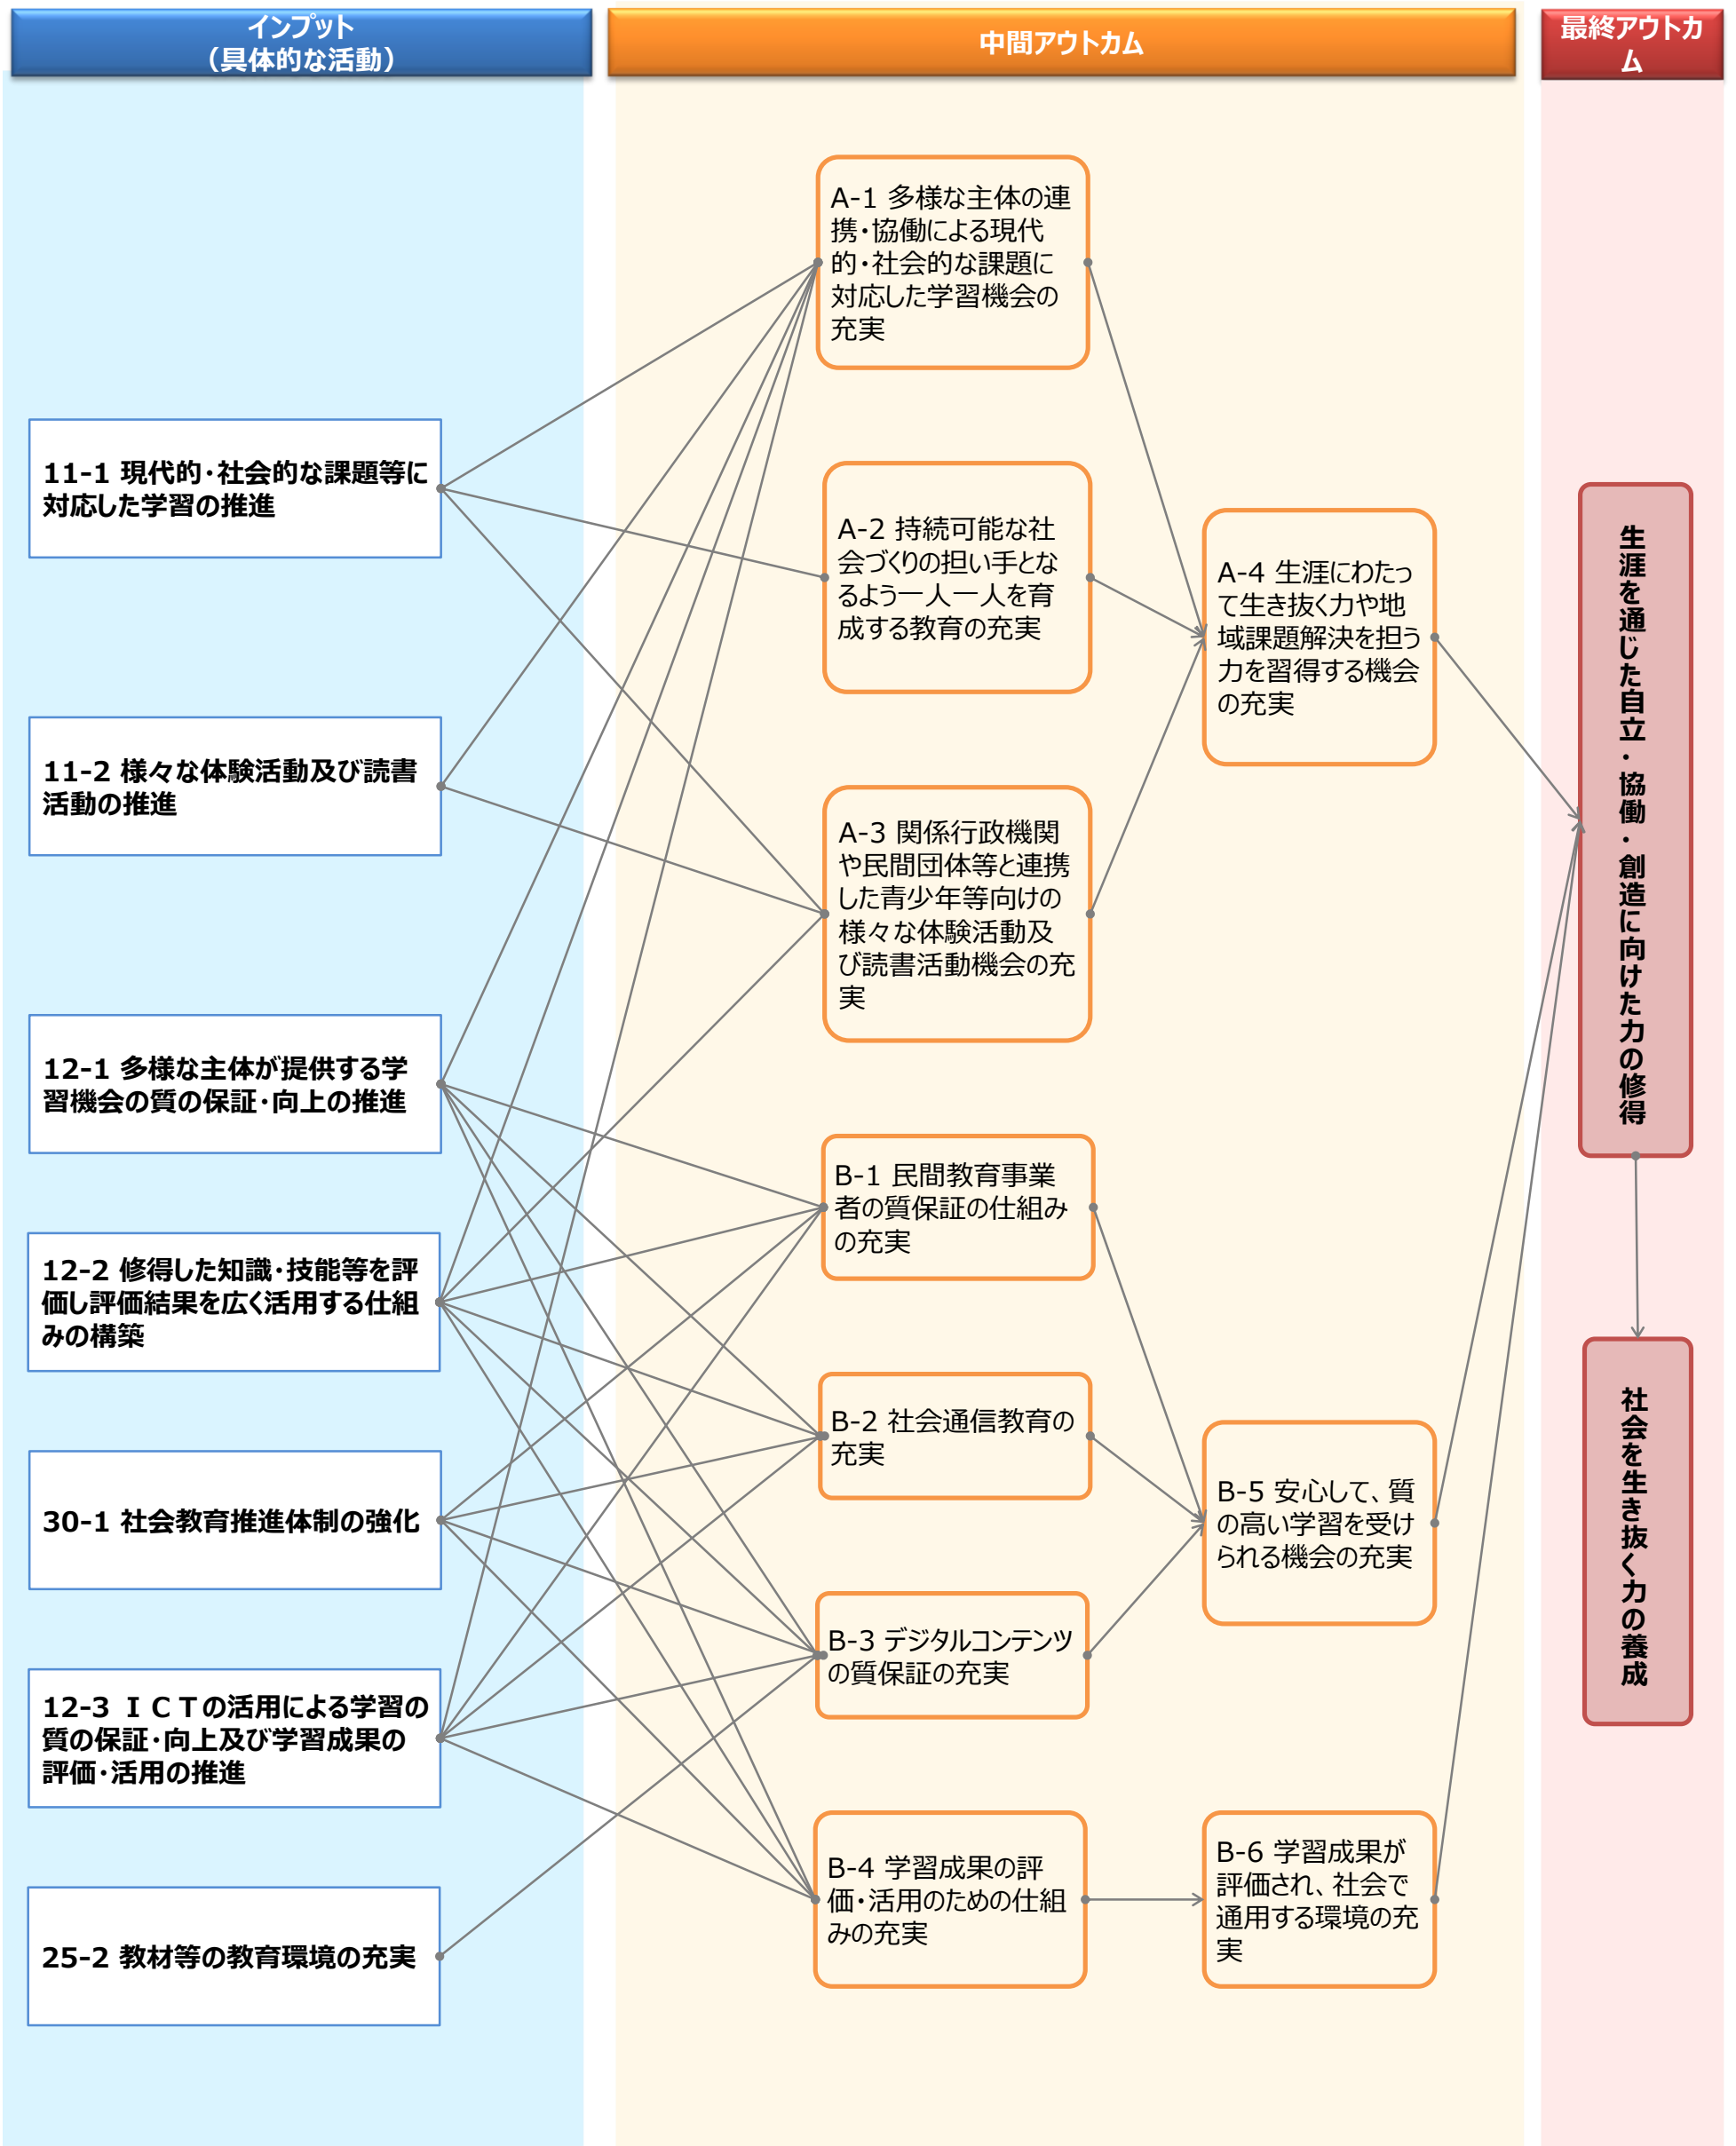 インプット
（具体的な活動）
中間アウトカム
最終アウトカ
ム
11-1 現代的・社会的な課題等に
対応した学習の推進
11-2 様々な体験活動及び読書
活動の推進
12-1 多様な主体が提供する学
習機会の質の保証・向上の推進
12-2 修得した知識・技能等を評
価し評価結果を広く活用する仕組
みの構築
30-1 社会教育推進体制の強化
12-3 ＩＣＴの活用による学習の
質の保証・向上及び学習成果の
評価・活用の推進
25-2 教材等の教育環境の充実
A-1 多様な主体の連
携・協働による現代
的・社会的な課題に
対応した学習機会の
充実
A-2 持続可能な社
会づくりの担い手とな
るよう一人一人を育
成する教育の充実
A-3 関係行政機関
や民間団体等と連携
した青少年等向けの
様々な体験活動及
び読書活動機会の充
実
B-1 民間教育事業
者の質保証の仕組み
の充実
B-2 社会通信教育の
充実
B-3 デジタルコンテンツ
の質保証の充実
B-4 学習成果の評
価・活用のための仕組
みの充実
A-4 生涯にわたっ
て生き抜く力や地
域課題解決を担う
力を習得する機会
の充実
B-5 安心して、質
の高い学習を受け
られる機会の充実
B-6 学習成果が
評価され、社会で
通用する環境の充
実
生涯を通じた自立・協働・創造に向けた力の修得
社会を生き抜く力の養成